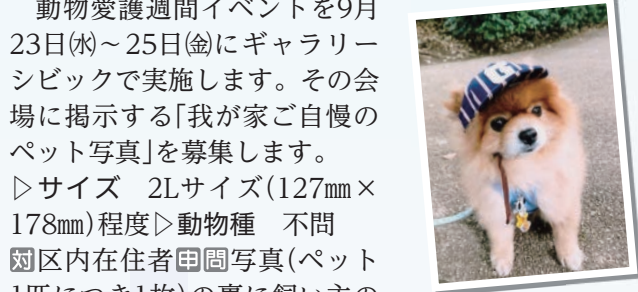 動物愛護週間イベントを9月
23日㈬～25日㈮にギャラリー
シビックで実施します。その会
場に掲示する「我が家ご自慢の
ペット写真」を募集します。
▷サイズ　2Lサイズ(127㎜×
178㎜)程度▷動物種　不問
対区内在住者申問写真(ペット
1匹につき1枚)の裏に飼い主の